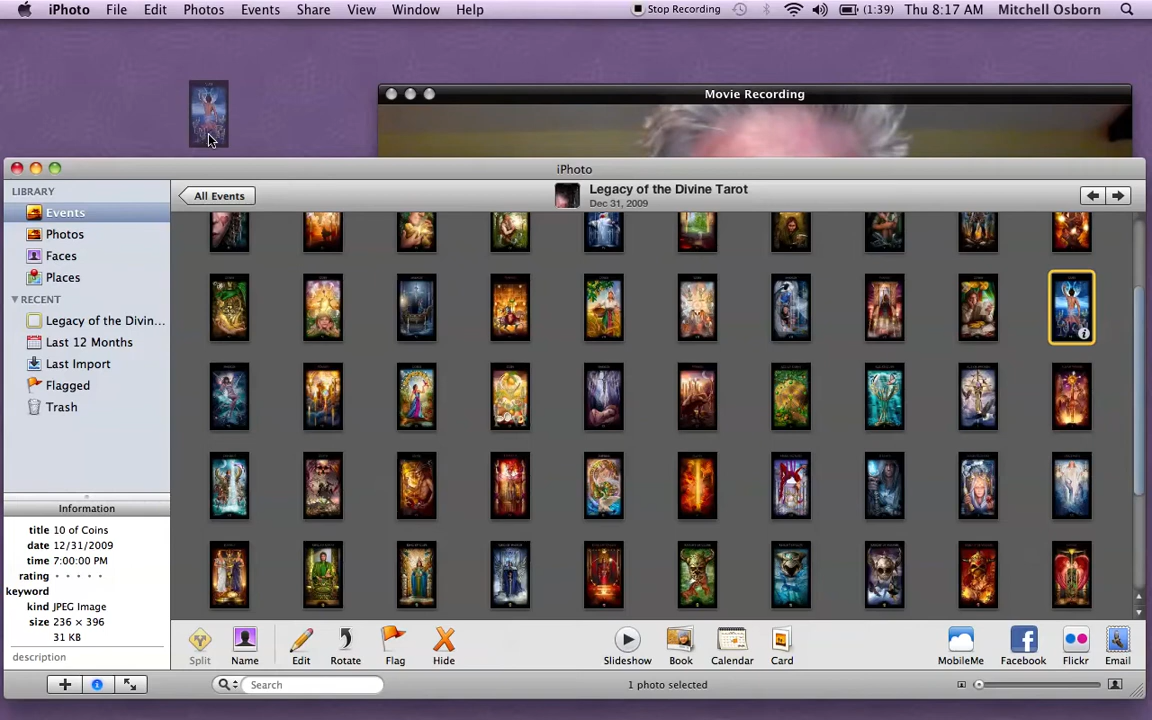 iPhoto File Edit Photos Events Share View Window Help Stop Recording (1:39) Thu 8:17 AM Mitchell Osborn
Movie Recording
iPhoto
LIBRARY
Events
Photos
Faces
Places
RECENT
Legacy of the Divin...
Last 12 Months
Last Import
Flagged
Trash
All Events
Legacy of the Divine Tarot
Dec 31, 2009
Information
title 10 of Coins
date 12/31/2009
time 7:00:00 PM
rating
keyword
kind JPEG Image
size 236 × 396
31 KB
description
Split Name Edit Rotate Flag Hide Slideshow Book Calendar Card MobileMe Facebook Flickr Email
Search
1 photo selected